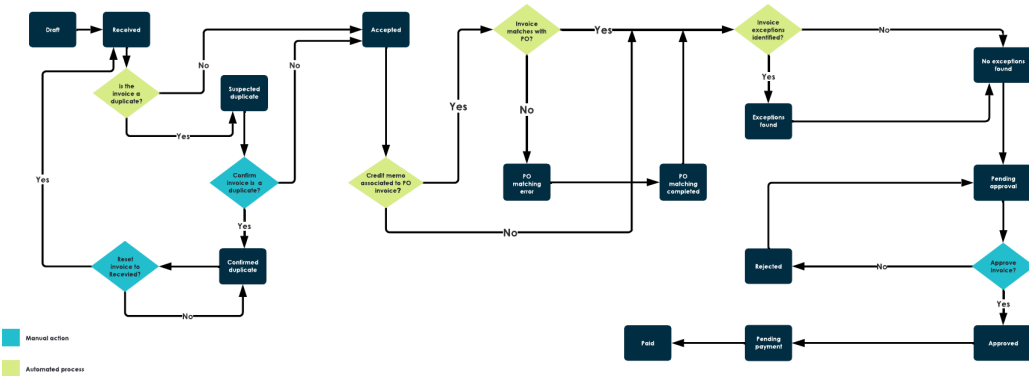 Draft
Received
Accepted
Invoice
matches with
PO?
Yes
Invoice
exceptions
identified?
No
No exceptions
found
No
No
Is the
invoice a
duplicate?
Suspected
duplicate
Yes
Yes
Yes
No
Exceptions
found
Yes
Confirm
invoice is a
duplicate?
Credit memo
associated to PO
invoice?
PO
matching
error
PO
matching
completed
Pending
approval
Yes
No
Reset
invoice to
Recevied?
Confirmed
duplicate
Rejected
No
Approve
invoice?
Yes
No
Paid
Pending
payment
Approved
Manual action
Automated process